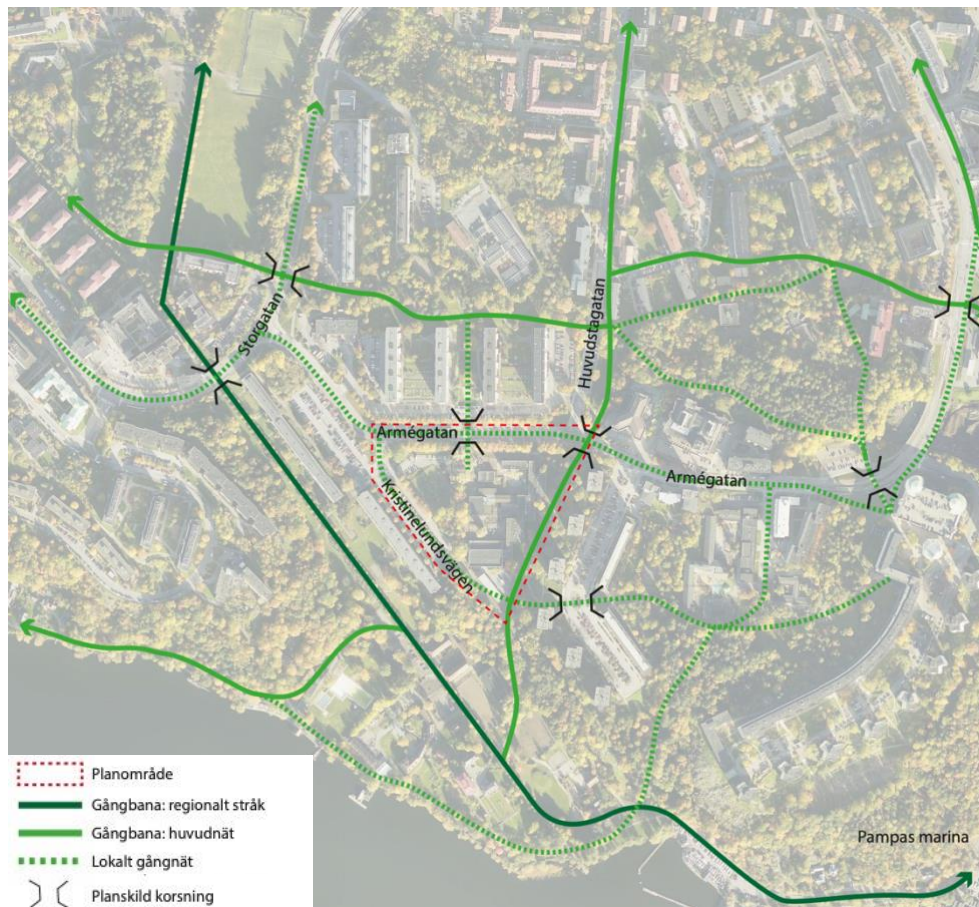 Huvudstagatan
Storgatan
Armégatan
Armégatan
Kristinelundsvägen
Planområde
Gångbana: regionalt stråk
Gångbana: huvudnät
Lokalt gångnät
Planskild korsning
Pampas marina